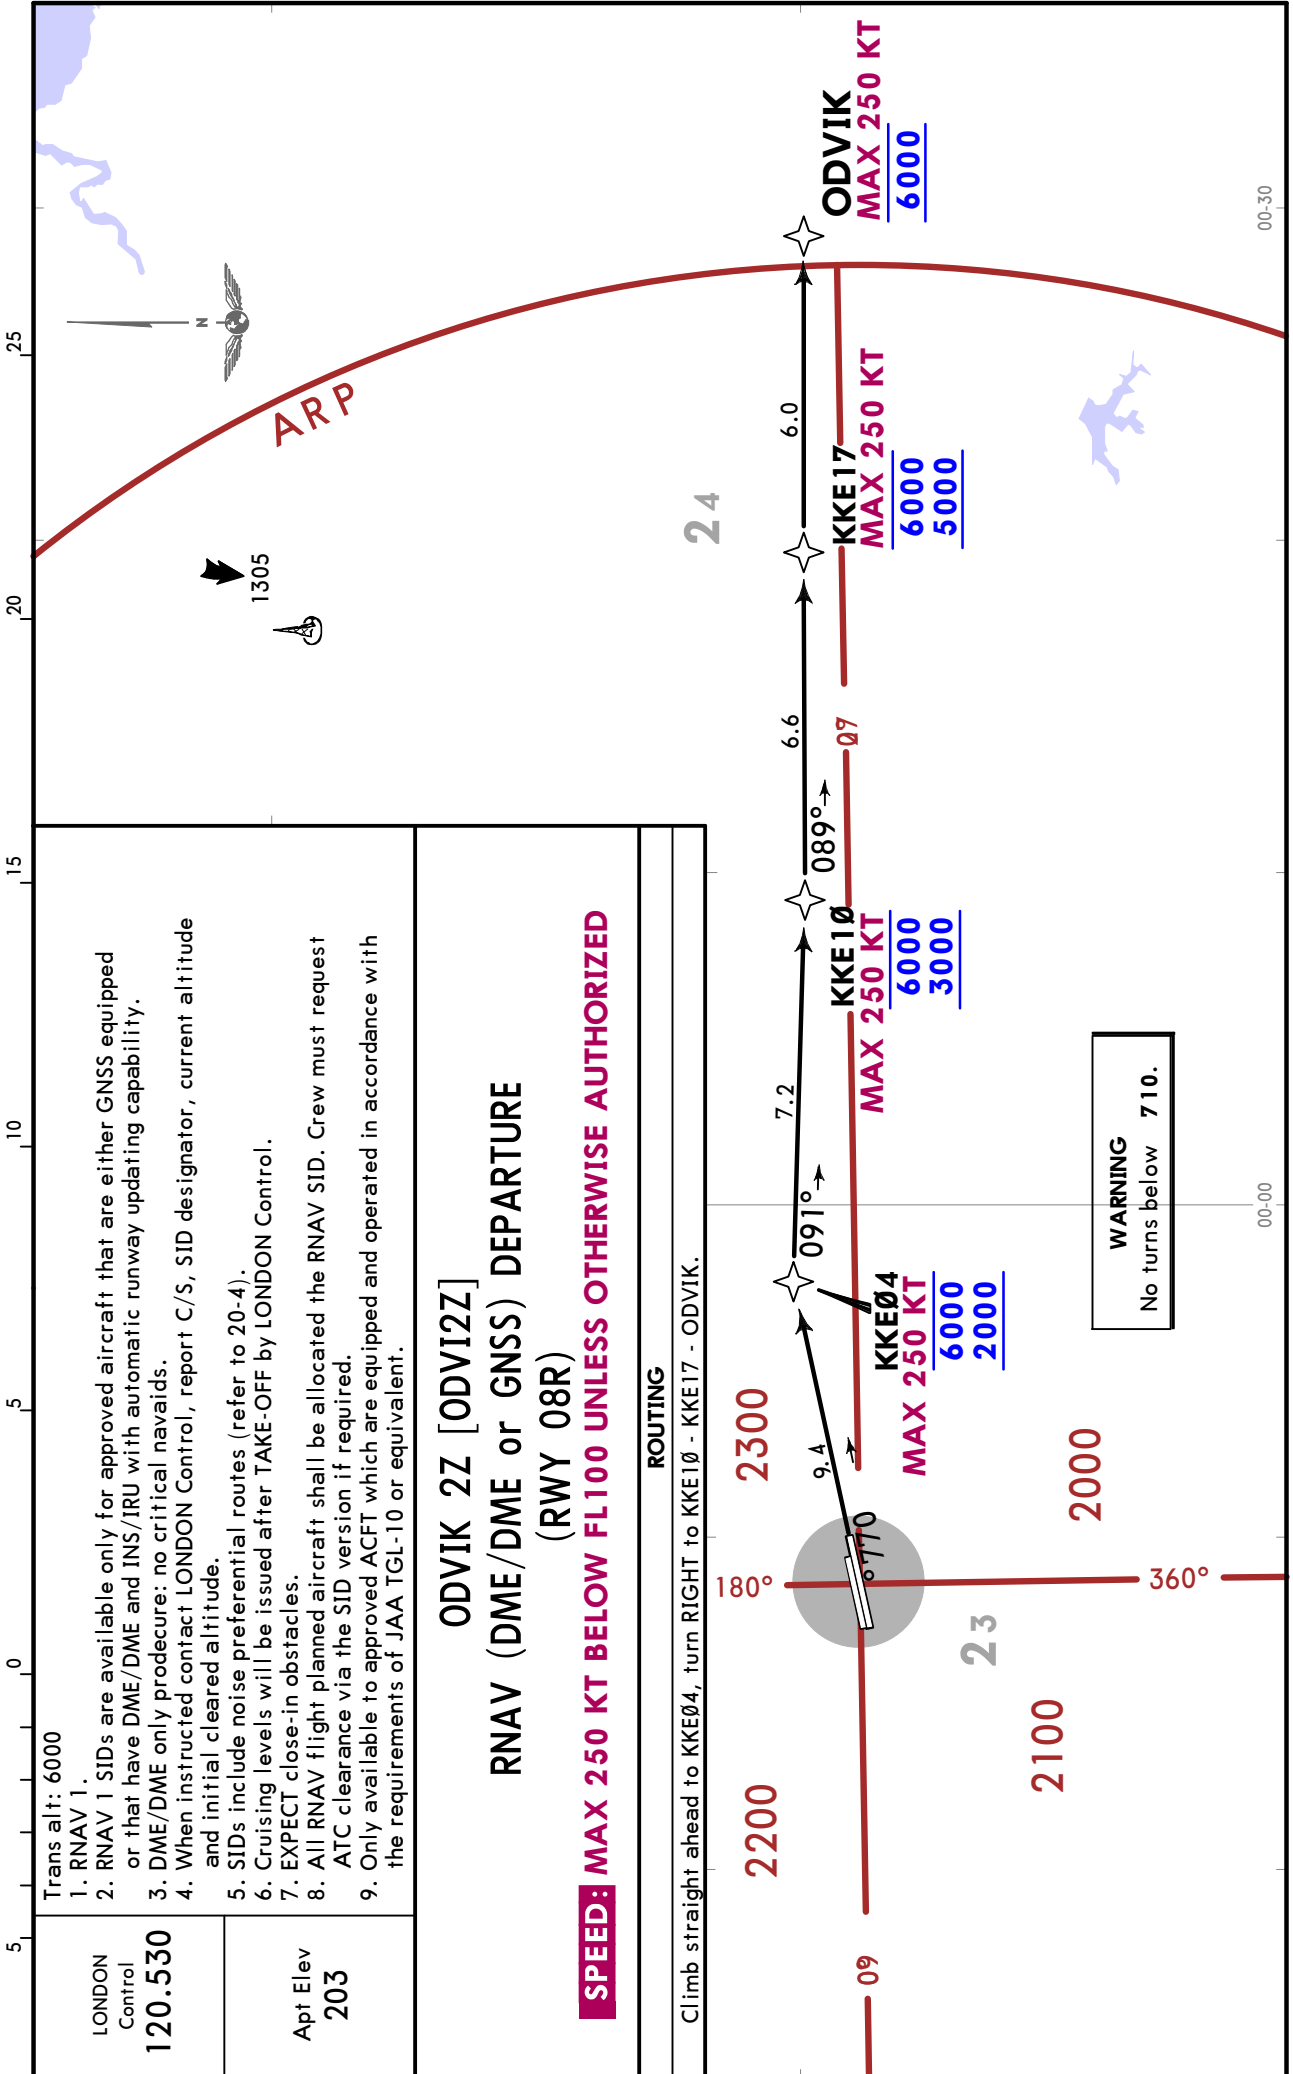 LONDON
Control
120.530
Apt Elev
203
Trans alt: 6000
1. RNAV 1.
2. RNAV 1 SIDs are available only for approved aircraft that are either GNSS equipped
or that have DME/DME and INS/IRU with automatic runway updating capability.
3. DME/DME only prodecure: no critical navaids.
4. When instructed contact LONDON Control, report C/S, SID designator, current altitude
and initial cleared altitude.
5. SIDs include noise preferential routes (refer to 20-4).
6. Cruising levels will be issued after TAKE-OFF by LONDON Control.
7. EXPECT close-in obstacles.
8. All RNAV flight planned aircraft shall be allocated the RNAV SID. Crew must request
ATC clearance via the SID version if required.
9. Only available to approved ACFT which are equipped and operated in accordance with
the requirements of JAA TGL-10 or equivalent.
ODVIK 2Z [ODVI2Z]
RNAV (DME/DME or GNSS) DEPARTURE
(RWY 08R)
SPEED: MAX 250 KT BELOW FL100 UNLESS OTHERWISE AUTHORIZED
ROUTING
Climb straight ahead to KKEØ4, turn RIGHT to KKE1Ø - KKE17 - ODVIK.
5
0
5
10
15
20
25
N
ARP
1305
24
2200
2300
180°
9.4
077°
7.2
091°
6.6
089°
6.0
KKEØ4
MAX 250 KT
6000
2000
KKE1Ø
MAX 250 KT
6000
3000
KKE17
MAX 250 KT
6000
5000
ODVIK
MAX 250 KT
6000
23
360°
2100
2000
WARNING
No turns below 710.
00-00
00-30